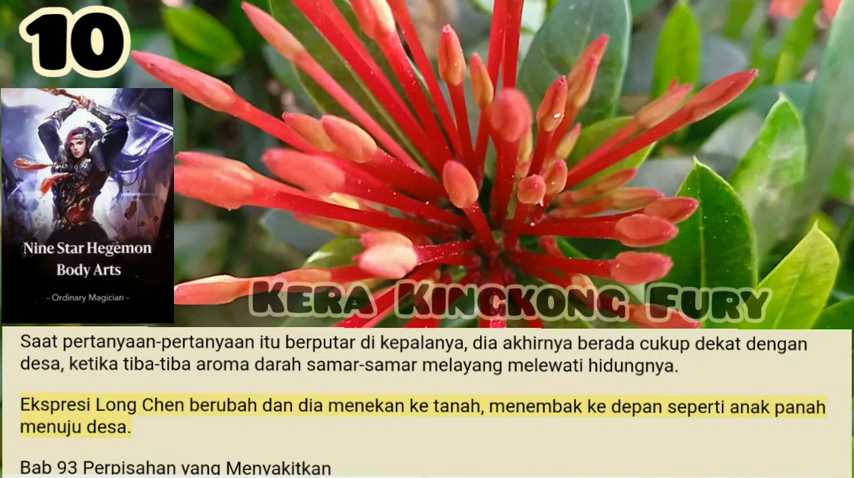 10
Nine Star Hegemon
Body Arts
- Ordinary Magician -
Kera Kingkong Fury
Saat pertanyaan-pertanyaan itu berputar di kepalanya, dia akhirnya berada cukup dekat dengan
desa, ketika tiba-tiba aroma darah samar-samar melayang melewati hidungnya.
Ekspresi Long Chen berubah dan dia menekan ke tanah, menembak ke depan seperti anak panah
menuju desa.
Bab 93 Perpisahan yang Menyakitkan